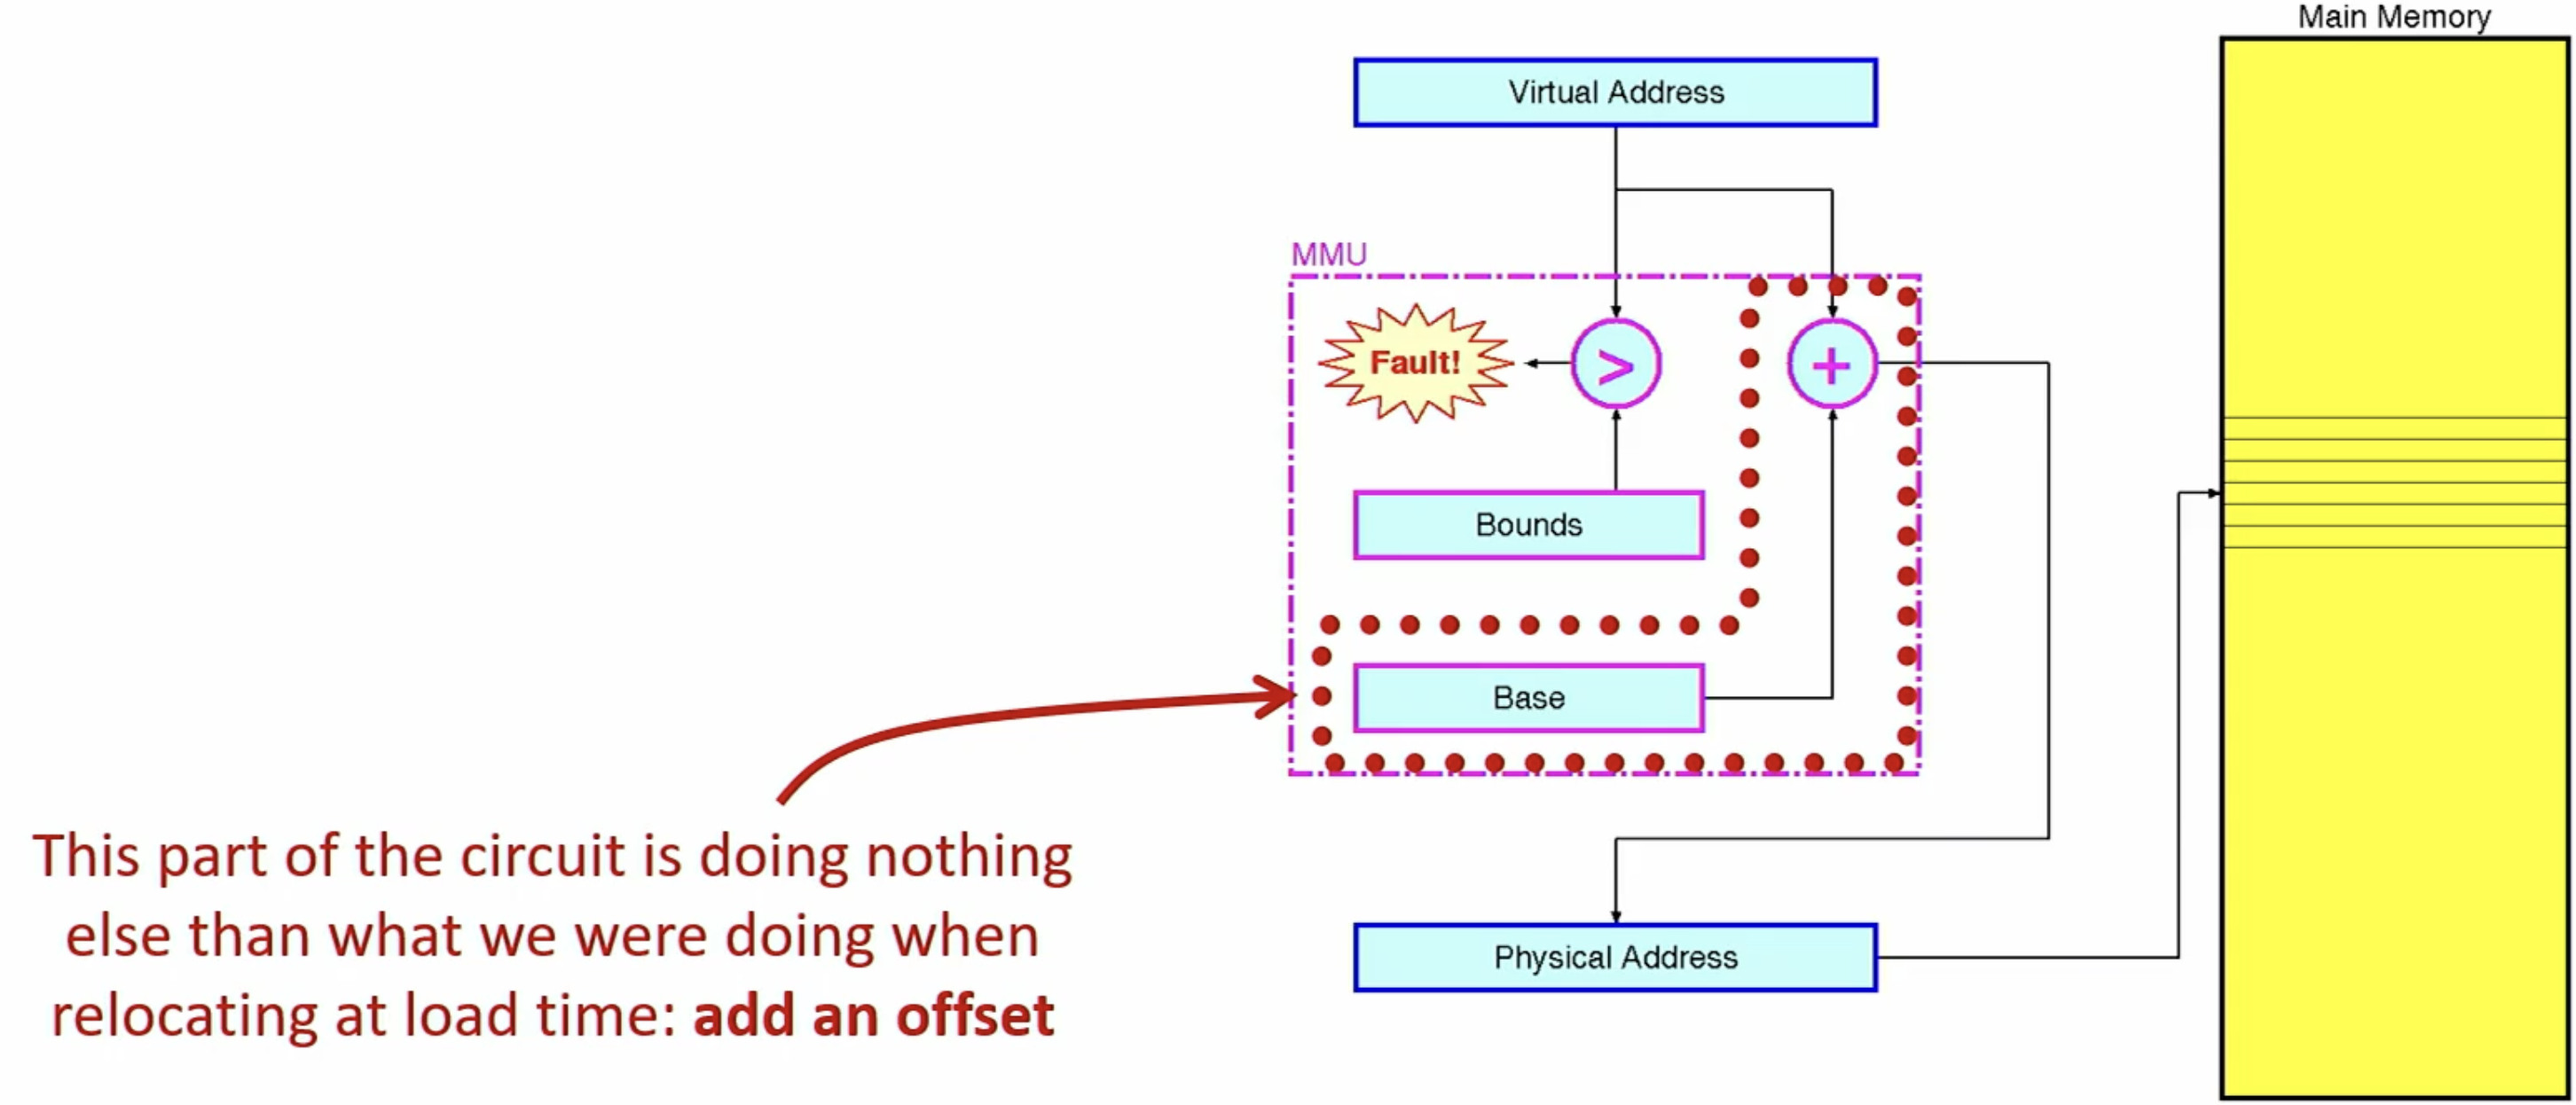 Main Memory
Virtual Address
MMU
Fault!
>
+
Bounds
Base
This part of the circuit is doing nothing
else than what we were doing when
relocating at load time: add an offset
Physical Address